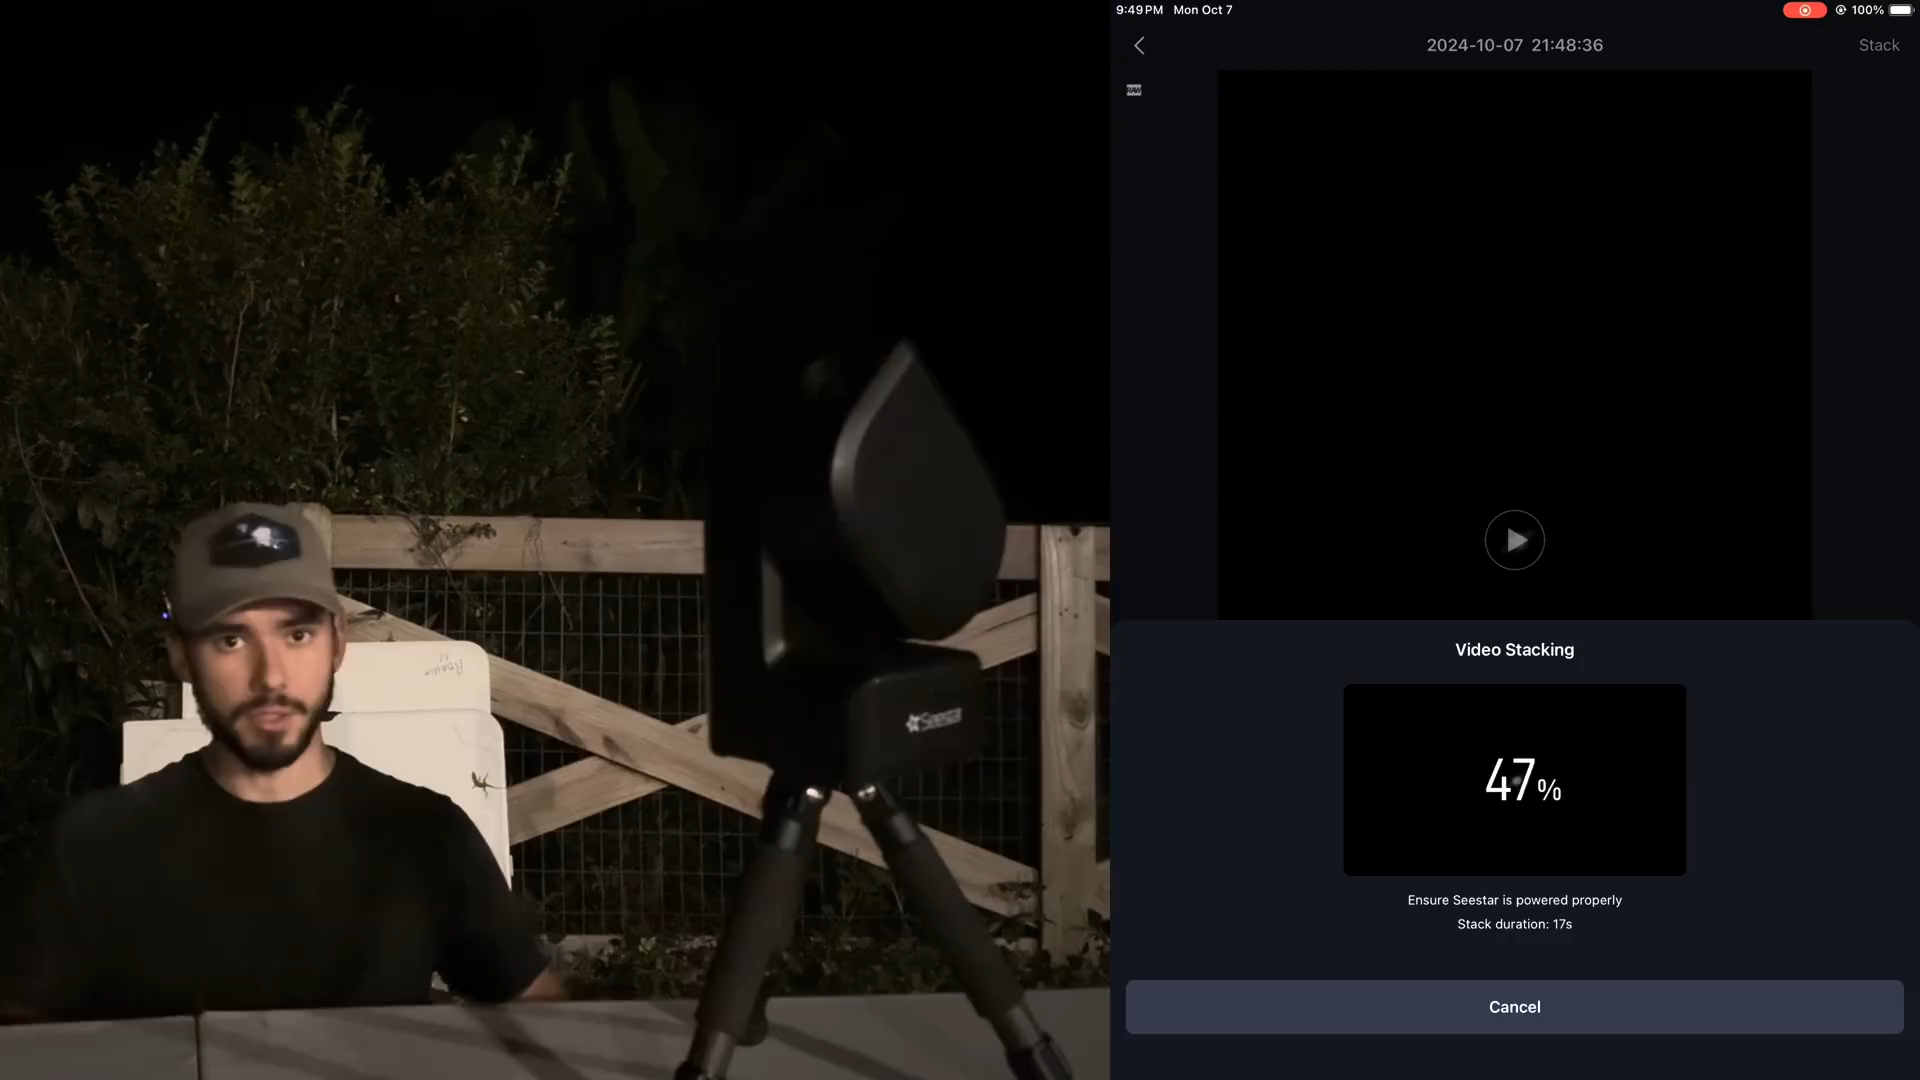 9:49 PM Mon Oct 7
100%
2024-10-07 21:48:36
Stack
RAW
Seestar
Video Stacking
47%
Ensure Seestar is powered properly
Stack duration: 17s
Cancel